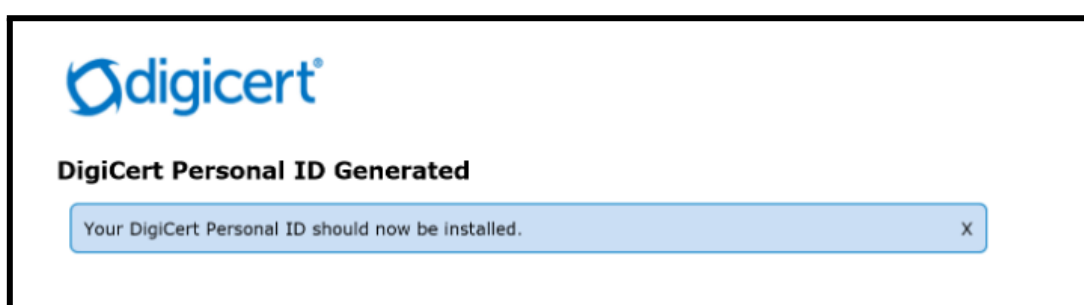 digicert®
DigiCert Personal ID Generated
Your DigiCert Personal ID should now be installed. X